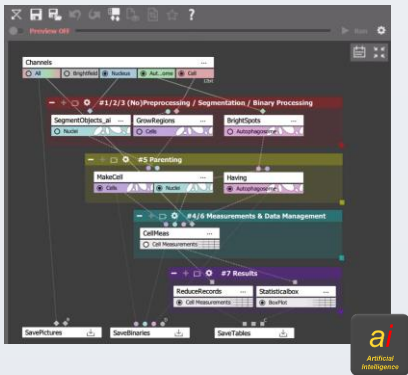 Preview OFF
Run
Channels
All Brightfield Nucleus Aut...ome Cell
#1/2/3 (No)Preprocessing / Segmentation / Binary Processing
SegmentObjects_ai GrowRegions BrightSpots
Nuclei Cells Autophagosome
#5 Parenting
MakeCell Having
Cells Nuclei Autophagosome
#4/6 Measurements & Data Management
CellMeas
Cell Measurements
#7 Results
ReduceRecords Statisticalbox
Cell Measurements BoxPlot
SavePictures SaveBinaries SaveTables
ai
Artificial
Intelligence